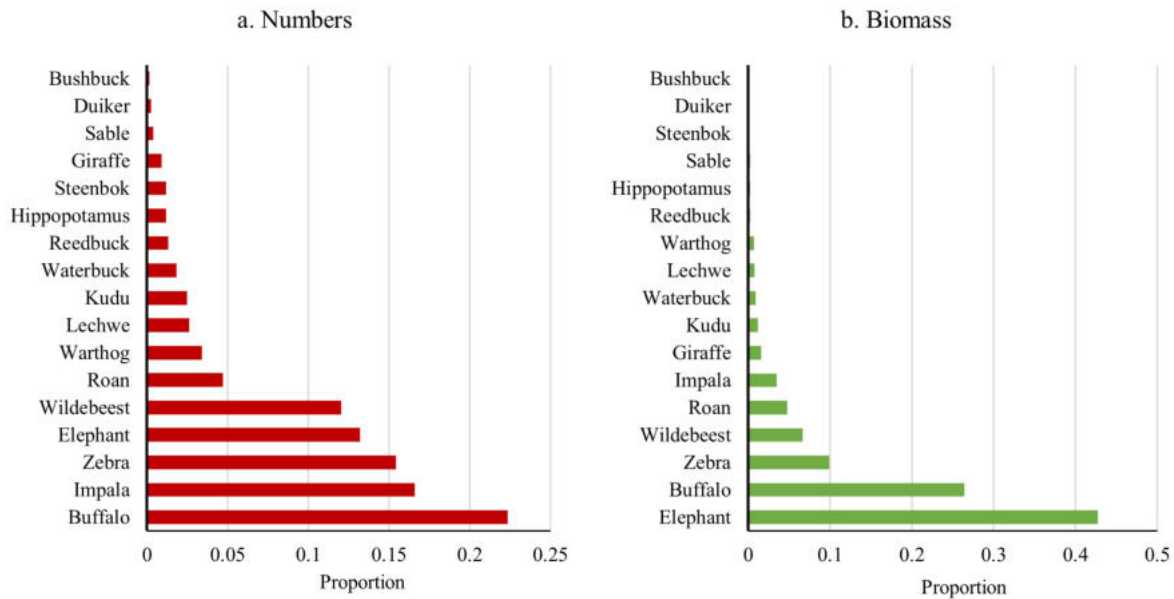 a. Numbers
Bushbuck
Duiker
Sable
Giraffe
Steenbok
Hippopotamus
Reedbuck
Waterbuck
Kudu
Lechwe
Warthog
Roan
Wildebeest
Elephant
Zebra
Impala
Buffalo
0 0.05 0.1 0.15 0.2 0.25
Proportion
b. Biomass
Bushbuck
Duiker
Steenbok
Sable
Hippopotamus
Reedbuck
Warthog
Lechwe
Waterbuck
Kudu
Giraffe
Impala
Roan
Wildebeest
Zebra
Buffalo
Elephant
0 0.1 0.2 0.3 0.4 0.5
Proportion